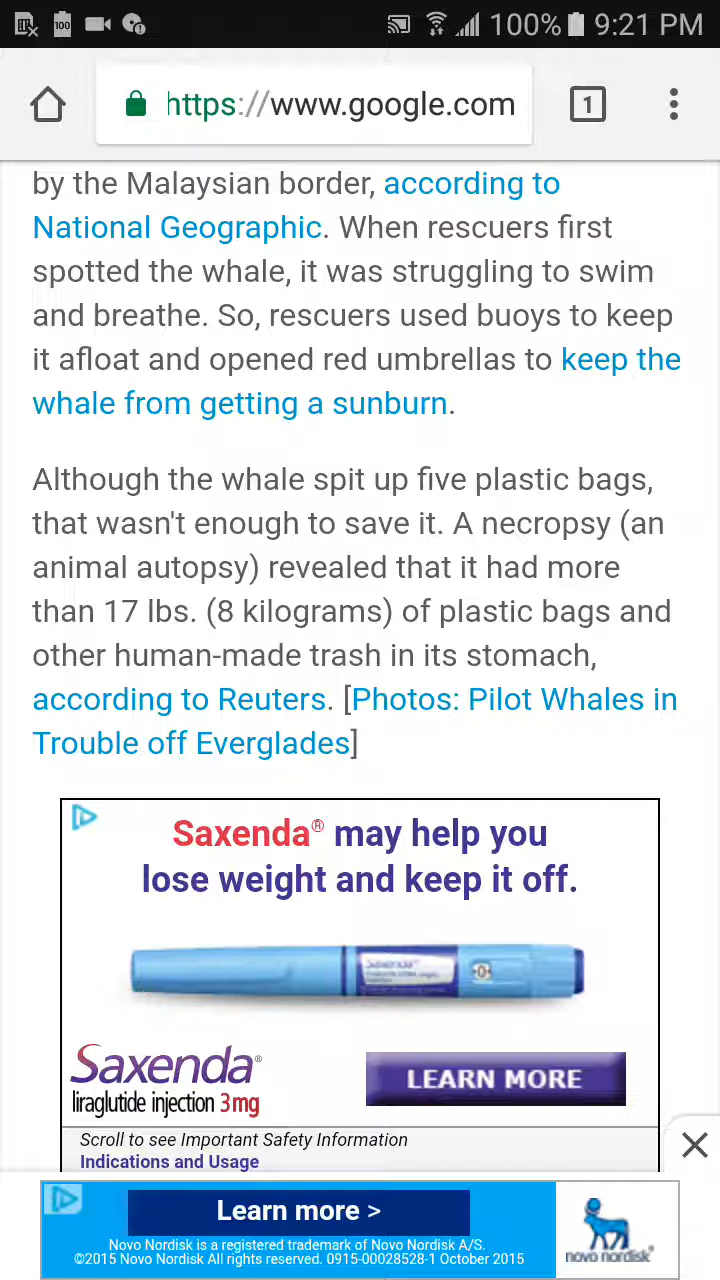 100
100% 9:21 PM
https://www.google.com
1
by the Malaysian border, according to
National Geographic. When rescuers first
spotted the whale, it was struggling to swim
and breathe. So, rescuers used buoys to keep
it afloat and opened red umbrellas to keep the
whale from getting a sunburn.
Although the whale spit up five plastic bags,
that wasn't enough to save it. A necropsy (an
animal autopsy) revealed that it had more
than 17 lbs. (8 kilograms) of plastic bags and
other human-made trash in its stomach,
according to Reuters. [Photos: Pilot Whales in
Trouble off Everglades]
Saxenda® may help you
lose weight and keep it off.
Saxenda
Saxenda®
liraglutide injection 3mg
LEARN MORE
Scroll to see Important Safety Information
Indications and Usage
Learn more >
Novo Nordisk is a registered trademark of Novo Nordisk A/S.
©2015 Novo Nordisk All rights reserved. 0915-00028528-1 October 2015
novo nordisk®